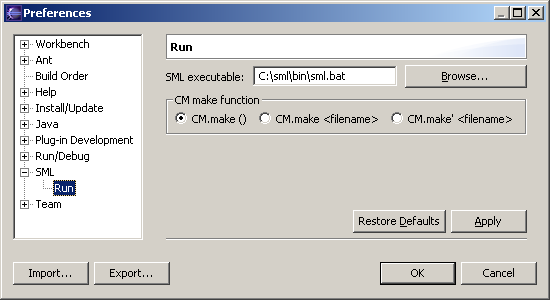 Preferences
Workbench
Ant
Build Order
Help
Install/Update
Java
Plug-in Development
Run/Debug
SML
Run
Team
Run
SML executable: C:\sml\bin\sml.bat Browse...
CM make function
CM.make () CM.make <filename> CM.make' <filename>
Restore Defaults Apply
Import... Export... OK Cancel